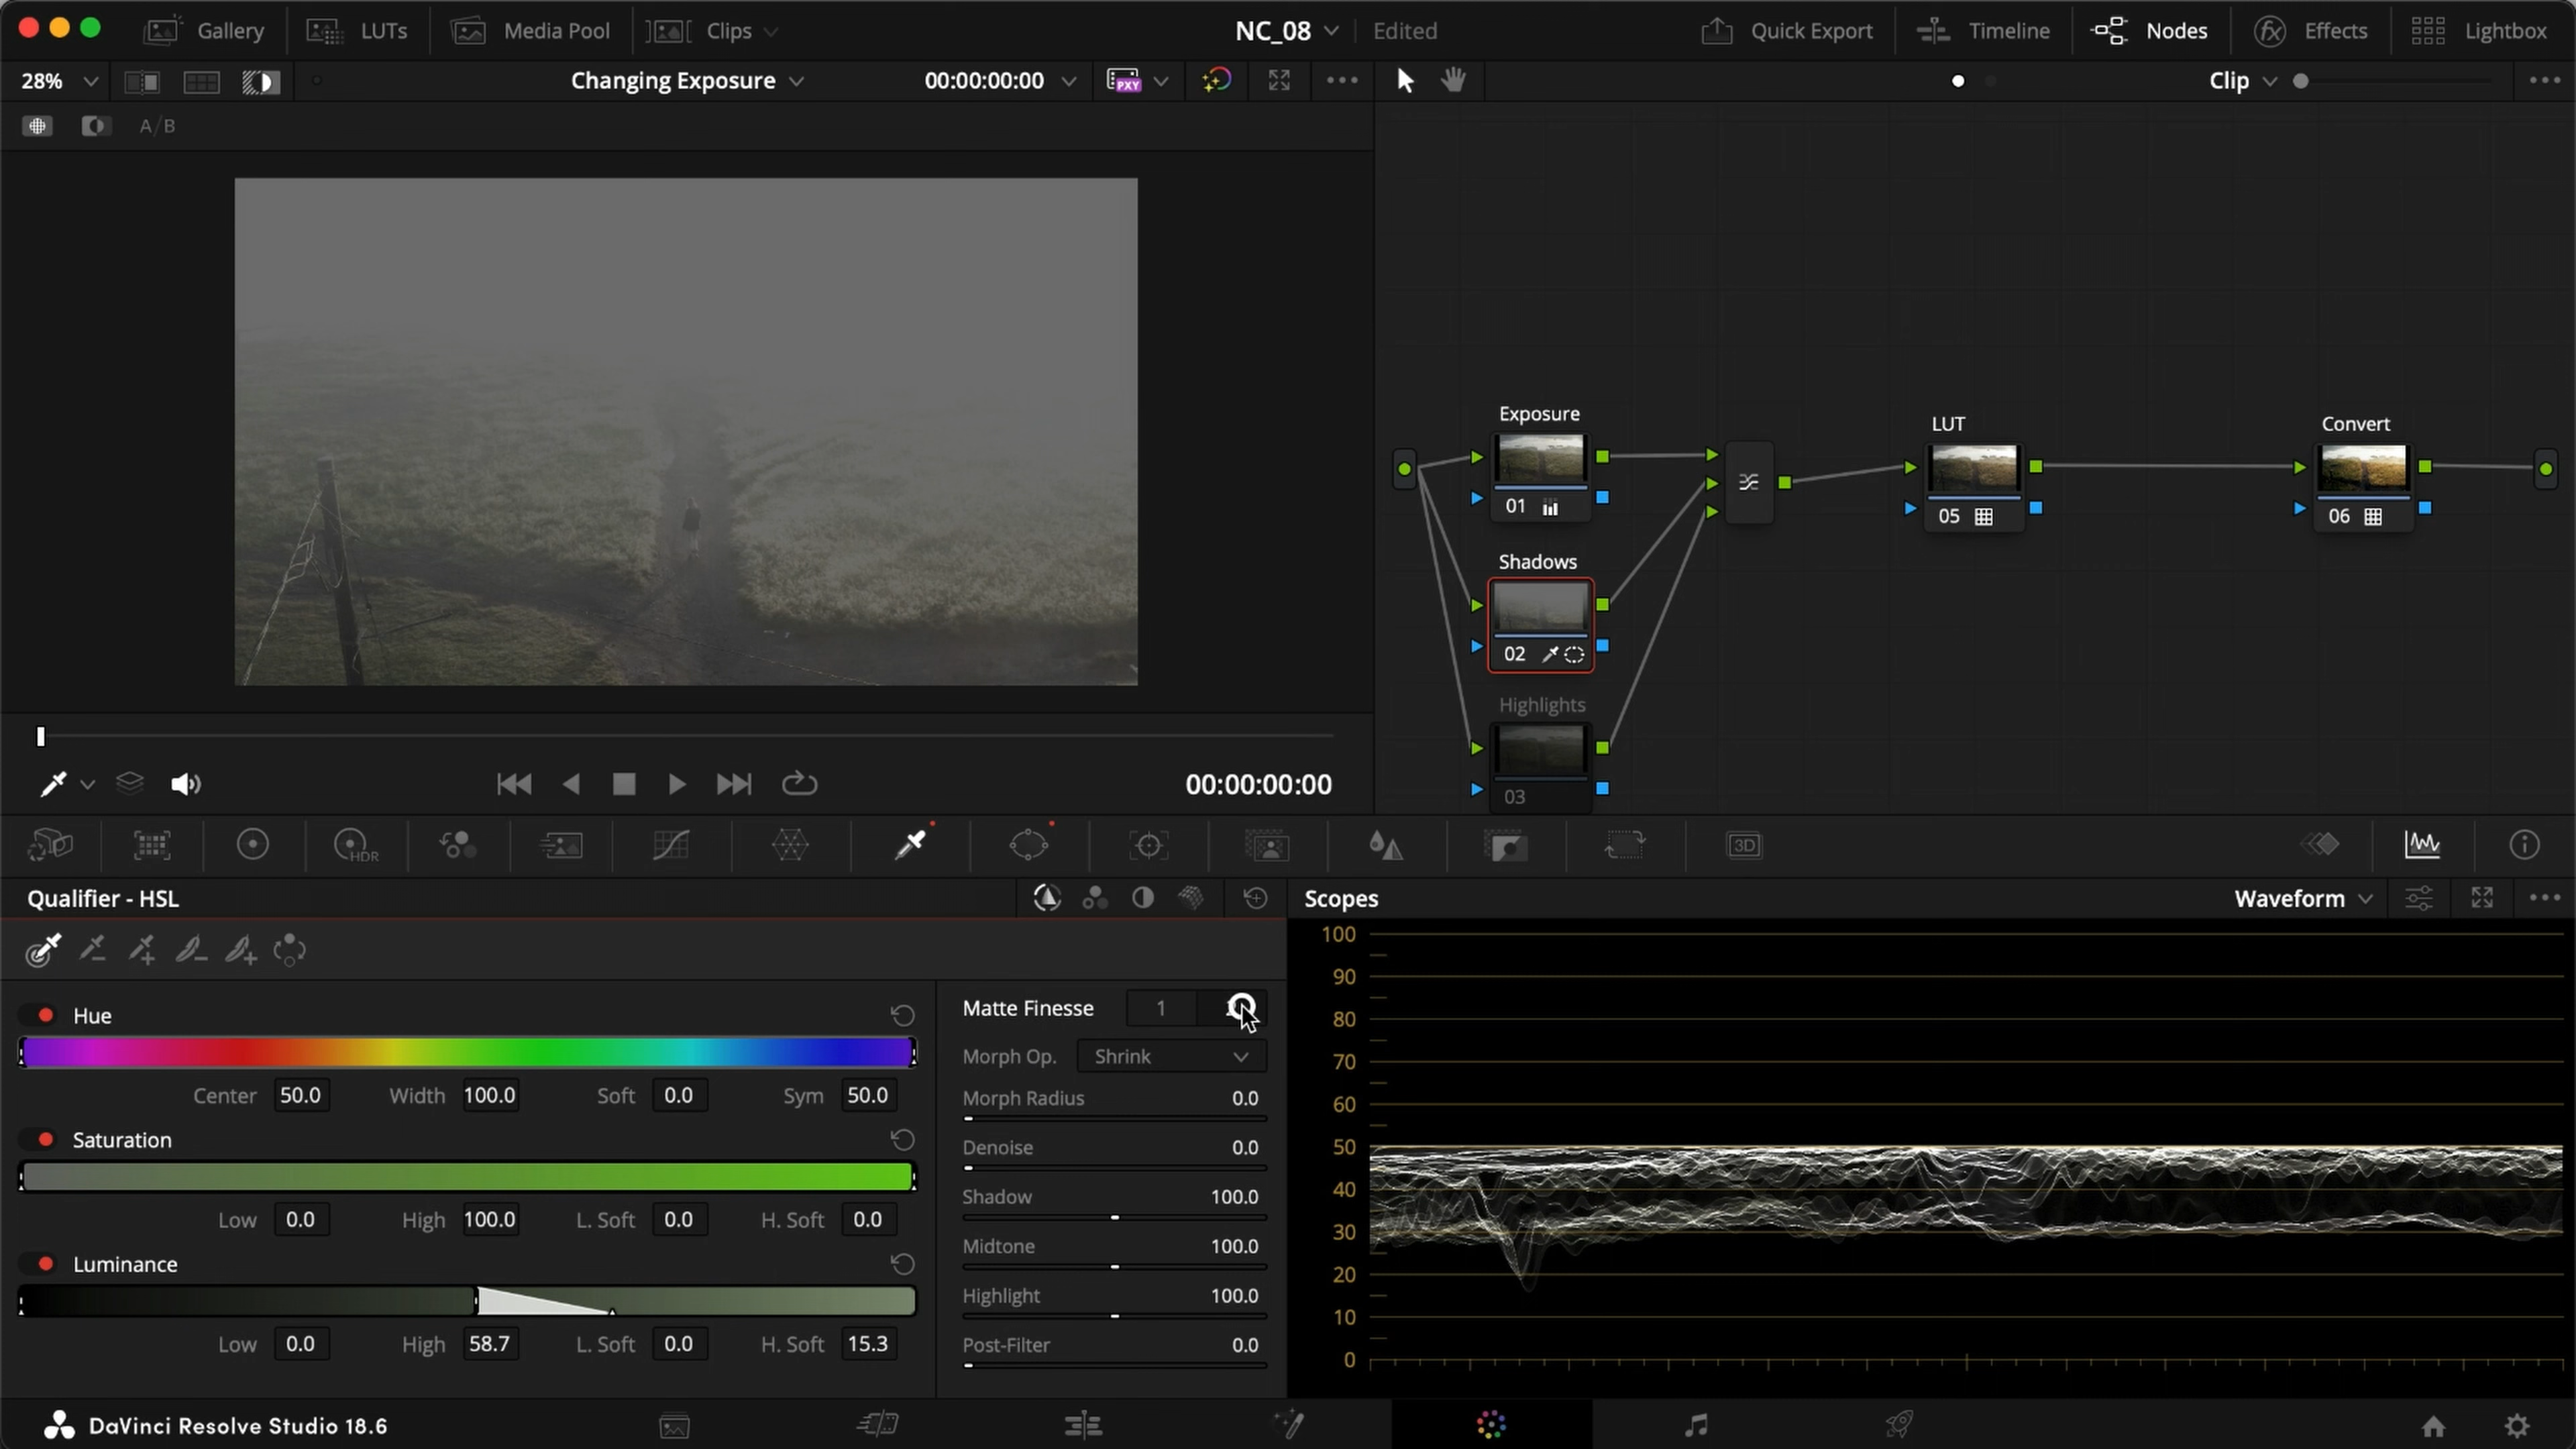 Gallery LUTs Media Pool Clips NC_08 Edited Quick Export Timeline Nodes fx Effects Lightbox
28% Changing Exposure 00:00:00:00 PXY Clip
A/B
Exposure
01
LUT
05
Convert
06
Shadows
02
Highlights
03
00:00:00:00
HDR 3D
Qualifier - HSL
Matte Finesse 1
Hue
Morph Op. Shrink
Center 50.0 Width 100.0 Soft 0.0 Sym 50.0
Morph Radius 0.0
Saturation
Denoise 0.0
Low 0.0 High 100.0 L. Soft 0.0 H. Soft 0.0
Shadow 100.0
Luminance
Midtone 100.0
Highlight 100.0
Low 0.0 High 58.7 L. Soft 0.0 H. Soft 15.3
Post-Filter 0.0
Scopes Waveform
100
90
80
70
60
50
40
30
20
10
0
DaVinci Resolve Studio 18.6